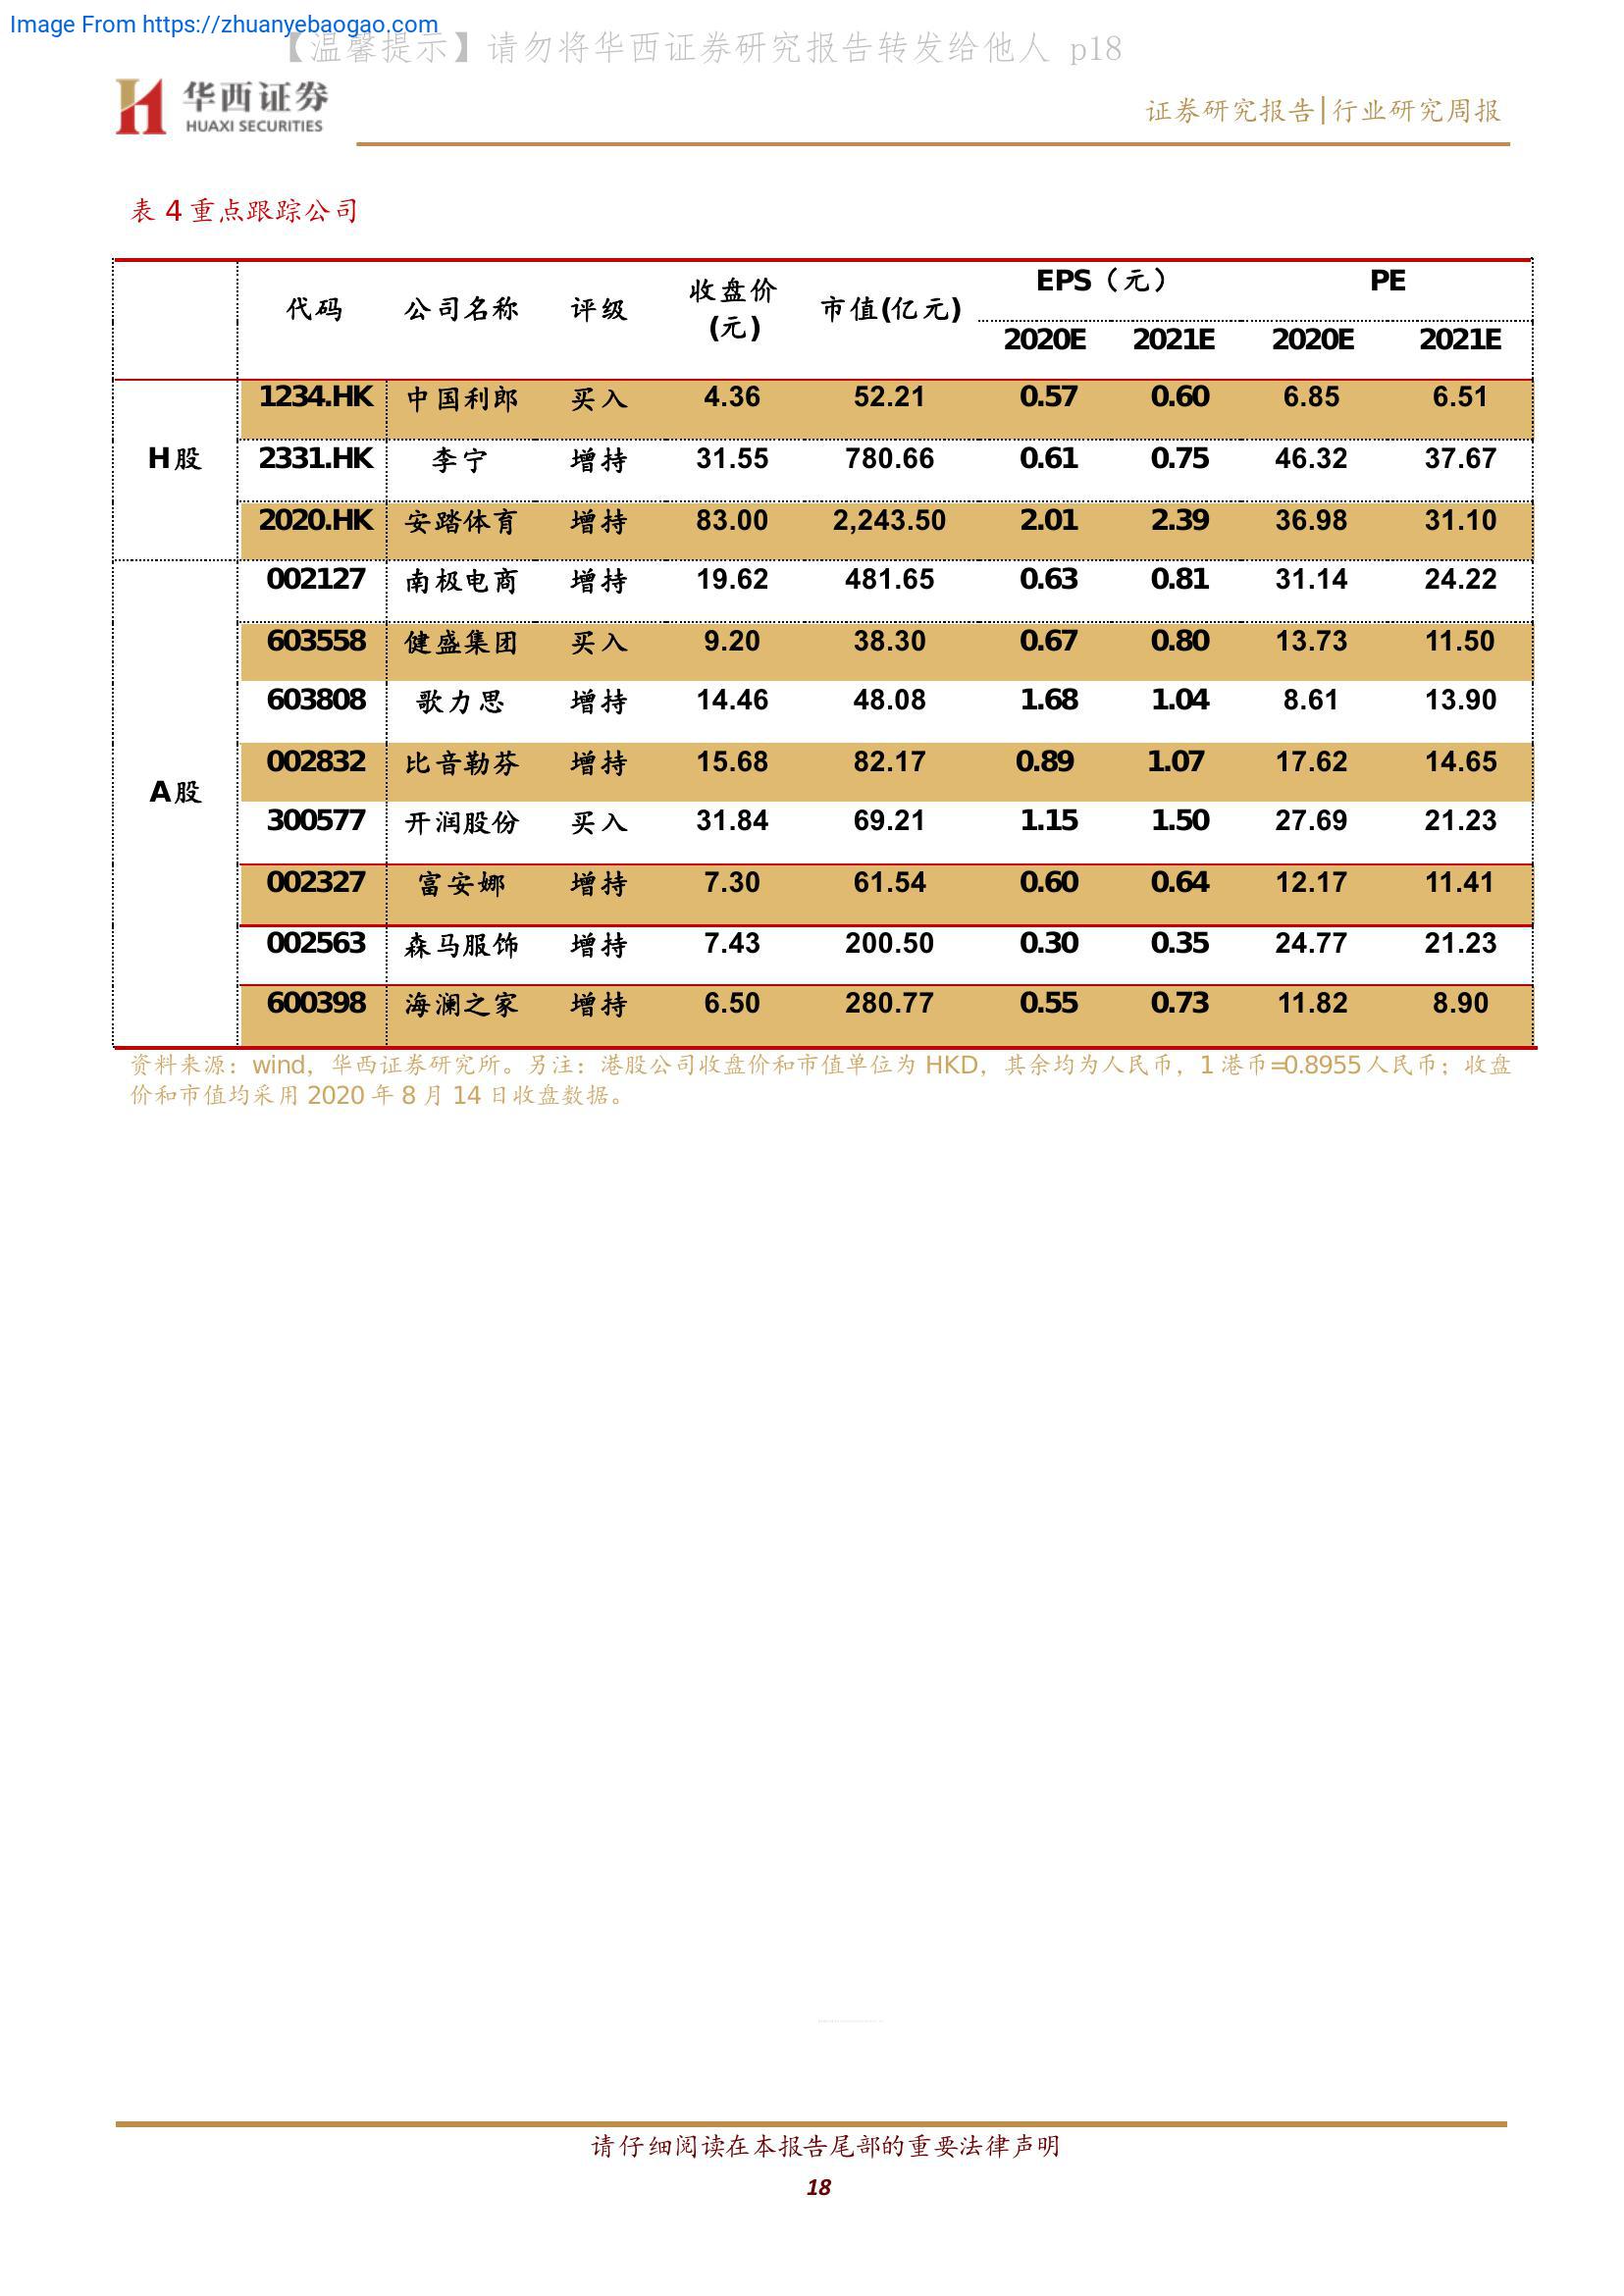 Image From https://zhuanyebaogao.com
【温馨提示】请勿将华西证券研究报告转发给他人 p18
华西证券
HUAXI SECURITIES
证券研究报告|行业研究周报
表 4 重点跟踪公司
代码 公司名称 评级 收盘价(元) 市值(亿元) EPS（元） PE
2020E 2021E 2020E 2021E
H股
1234.HK 中国利郎 买入 4.36 52.21 0.57 0.60 6.85 6.51
2331.HK 李宁 增持 31.55 780.66 0.61 0.75 46.32 37.67
2020.HK 安踏体育 增持 83.00 2,243.50 2.01 2.39 36.98 31.10
A股
002127 南极电商 增持 19.62 481.65 0.63 0.81 31.14 24.22
603558 健盛集团 买入 9.20 38.30 0.67 0.80 13.73 11.50
603808 歌力思 增持 14.46 48.08 1.68 1.04 8.61 13.90
002832 比音勒芬 增持 15.68 82.17 0.89 1.07 17.62 14.65
300577 开润股份 买入 31.84 69.21 1.15 1.50 27.69 21.23
002327 富安娜 增持 7.30 61.54 0.60 0.64 12.17 11.41
002563 森马服饰 增持 7.43 200.50 0.30 0.35 24.77 21.23
600398 海澜之家 增持 6.50 280.77 0.55 0.73 11.82 8.90
资料来源：wind，华西证券研究所。另注：港股公司收盘价和市值单位为 HKD，其余均为人民币，1 港币=0.8955 人民币；收盘
价和市值均采用 2020 年 8 月 14 日收盘数据。
请仔细阅读在本报告尾部的重要法律声明
18